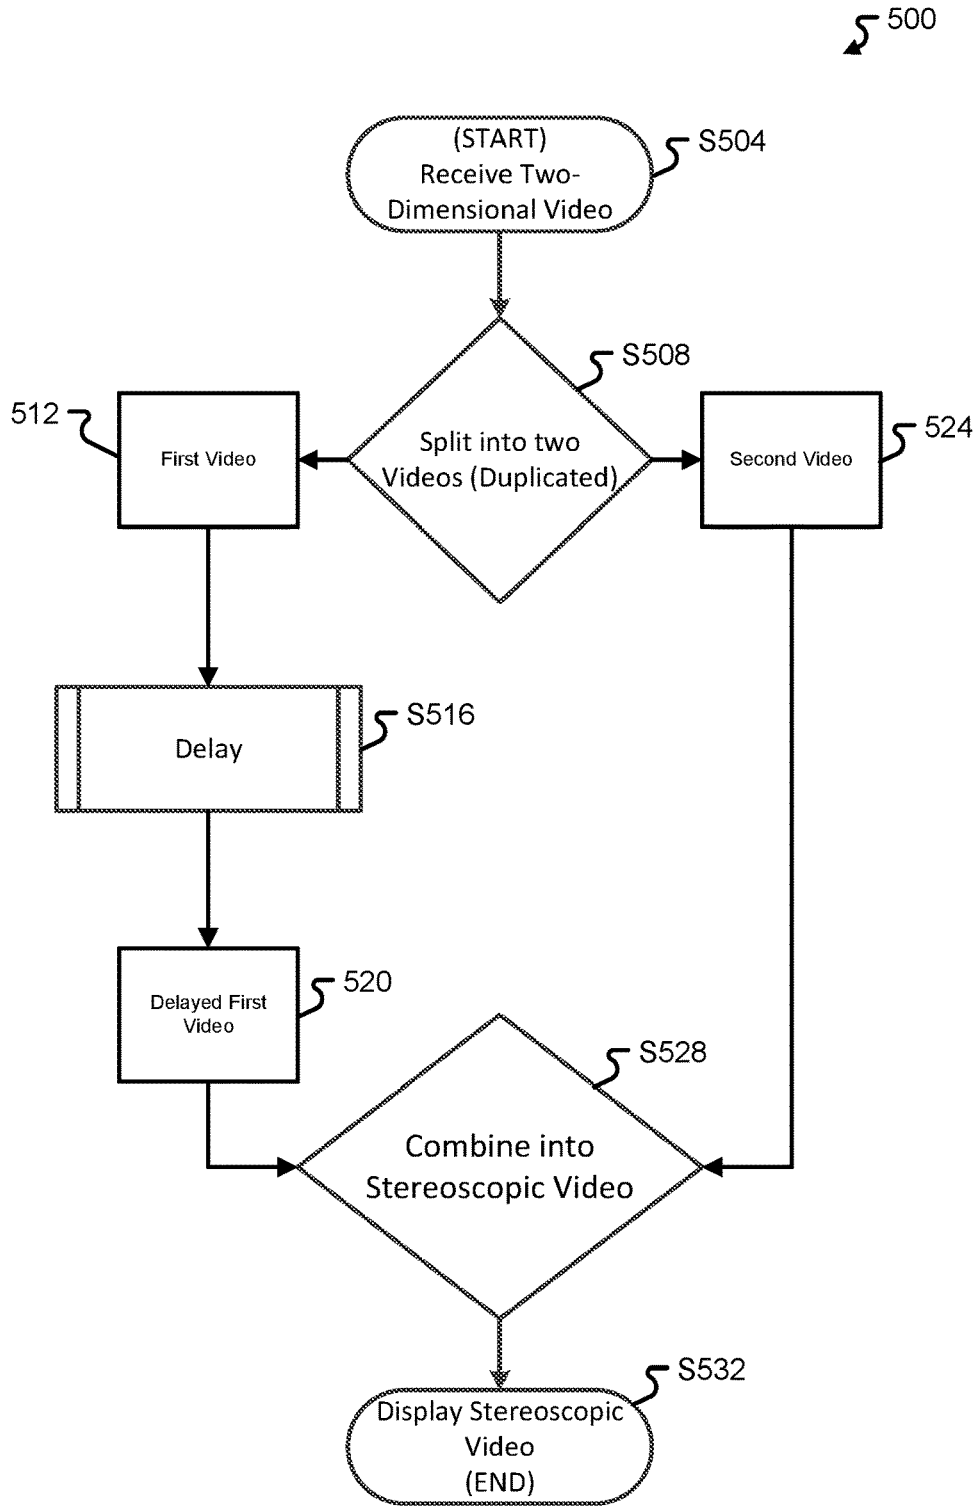 500
(START)
Receive Two-
Dimensional Video
S504
S508
Split into two
Videos (Duplicated)
512
First Video
Second Video
524
Delay
S516
Delayed First
Video
520
S528
Combine into
Stereoscopic Video
S532
Display Stereoscopic
Video
(END)